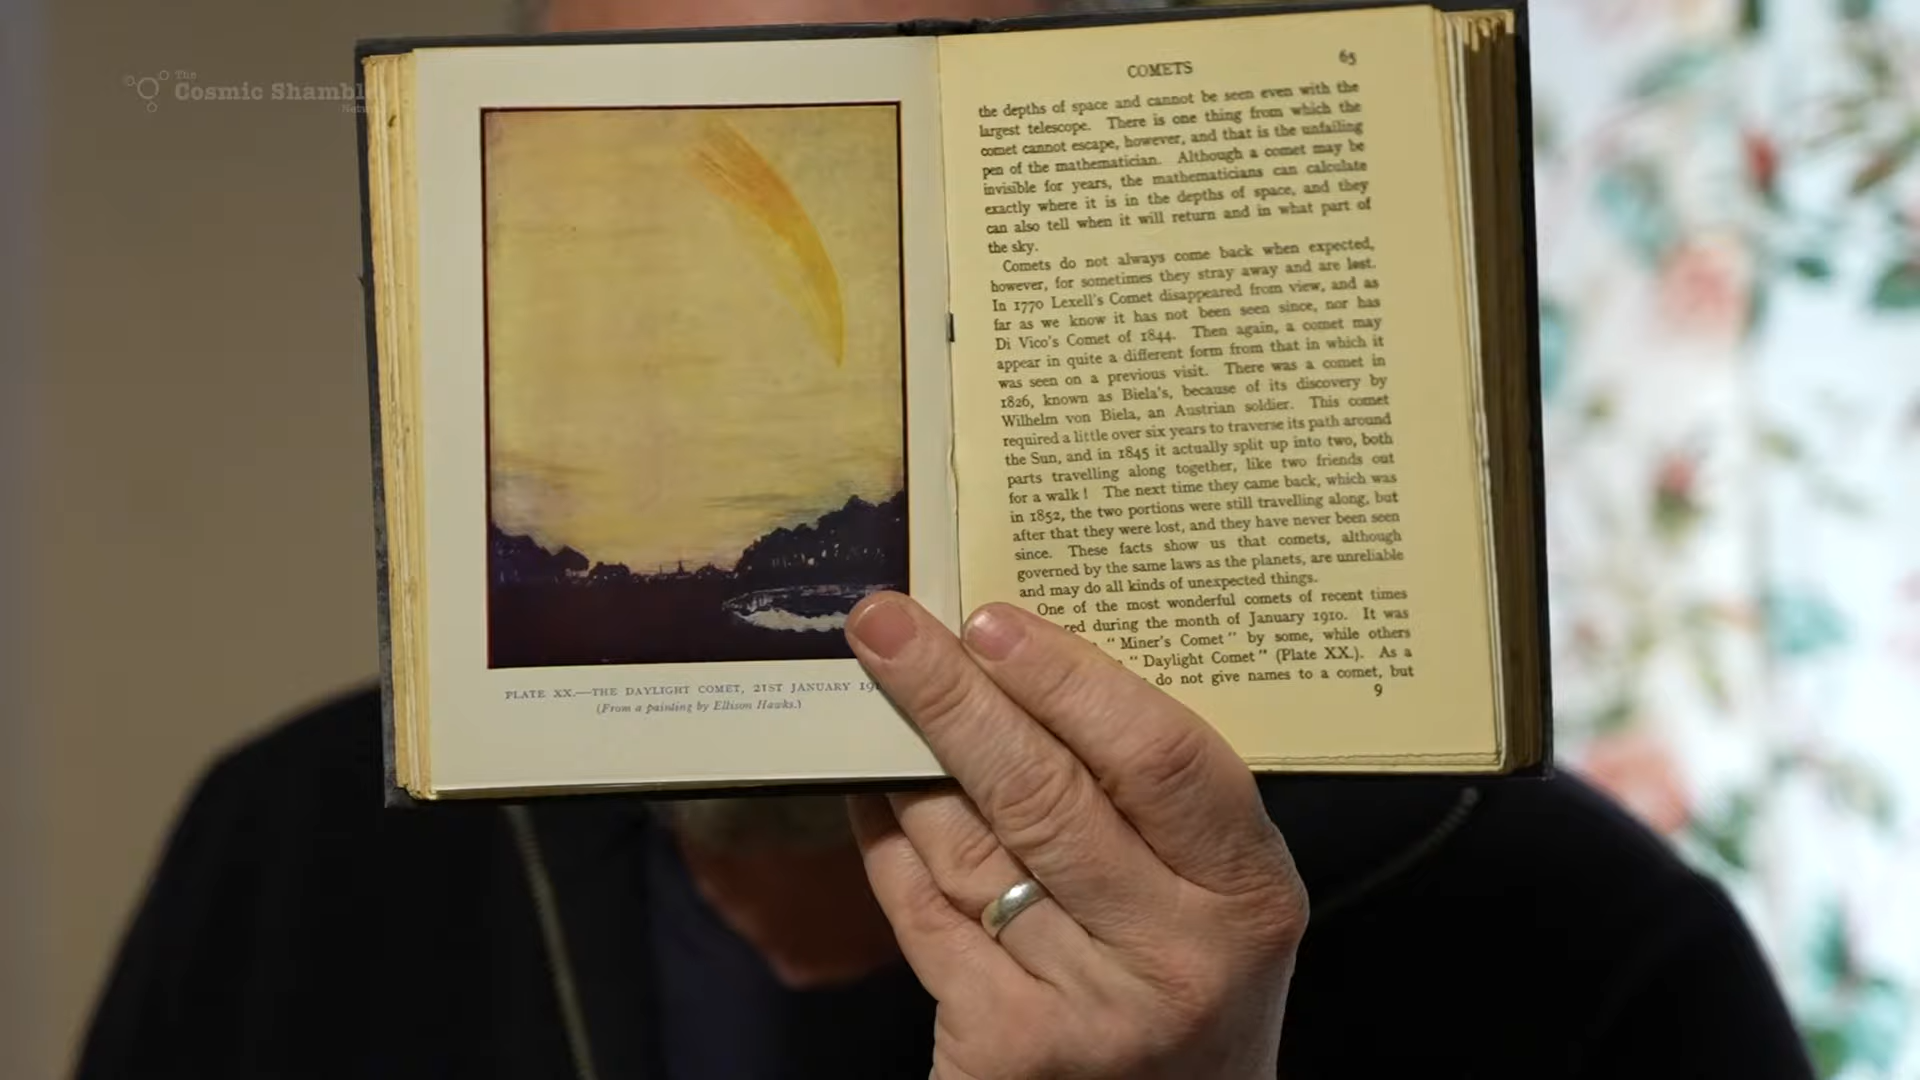 The
Cosmic Shambl
Net
PLATE XX.—THE DAYLIGHT COMET, 21ST JANUARY 19
(From a painting by Ellison Hawks.)
COMETS 65
the depths of space and cannot be seen even with the
largest telescope. There is one thing from which the
comet cannot escape, however, and that is the unfailing
pen of the mathematician. Although a comet may be
invisible for years, the mathematicians can calculate
exactly where it is in the depths of space, and they
can also tell when it will return and in what part of
the sky.
Comets do not always come back when expected,
however, for sometimes they stray away and are lost.
In 1770 Lexell's Comet disappeared from view, and as
far as we know it has not been seen since, nor has
Di Vico's Comet of 1844. Then again, a comet may
appear in quite a different form from that in which it
was seen on a previous visit. There was a comet in
1826, known as Biela's, because of its discovery by
Wilhelm von Biela, an Austrian soldier. This comet
required a little over six years to traverse its path around
the Sun, and in 1845 it actually split up into two, both
parts travelling along together, like two friends out
for a walk! The next time they came back, which was
in 1852, the two portions were still travelling along, but
after that they were lost, and they have never been seen
since. These facts show us that comets, although
governed by the same laws as the planets, are unreliable
and may do all kinds of unexpected things.
One of the most wonderful comets of recent times
red during the month of January 1910. It was
"Miner's Comet" by some, while others
"Daylight Comet" (Plate XX.). As a
do not give names to a comet, but
9